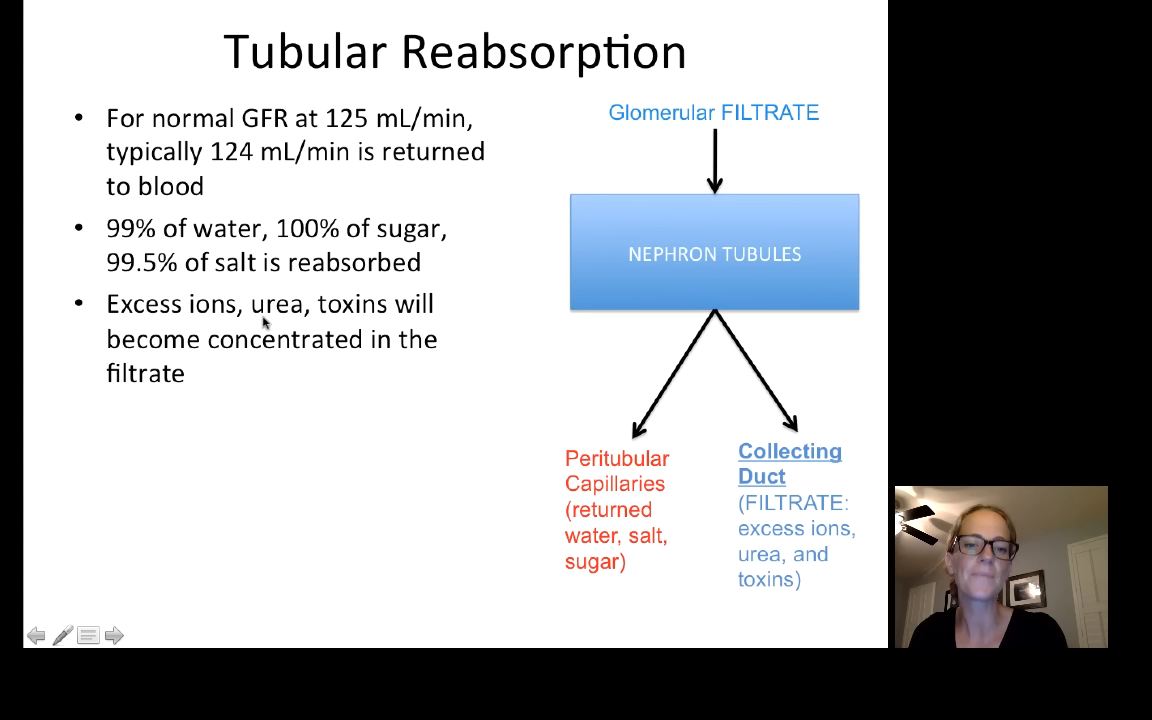 Tubular Reabsorption
• For normal GFR at 125 mL/min,
typically 124 mL/min is returned
to blood
• 99% of water, 100% of sugar,
99.5% of salt is reabsorbed
• Excess ions, urea, toxins will
become concentrated in the
filtrate
Glomerular FILTRATE
NEPHRON TUBULES
Peritubular
Capillaries
(returned
water, salt,
sugar)
Collecting
Duct
(FILTRATE:
excess ions,
urea, and
toxins)